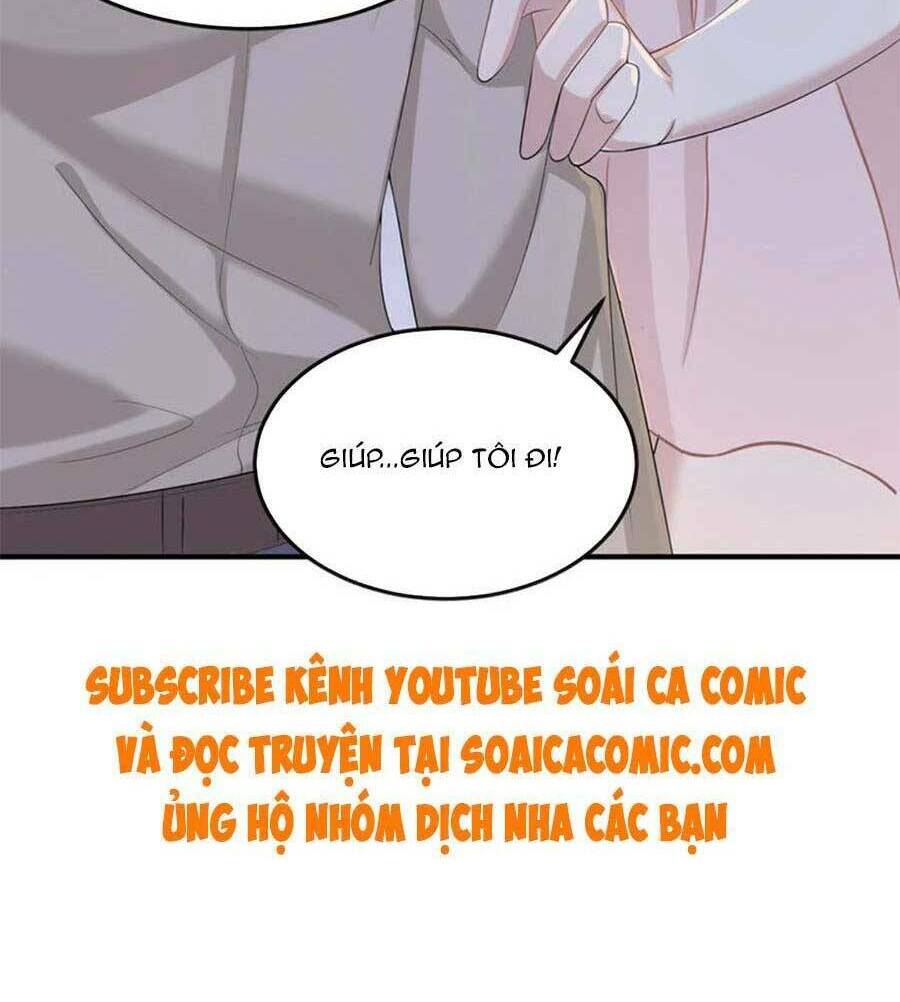 GIÚP...GIÚP TÔI ĐI!
SUBSCRIBE KÊNH YOUTUBE SOÁI CA COMIC
VÀ ĐỌC TRUYỆN TẠI SOAICACOMIC.COM
ỦNG HỘ NHÓM DỊCH NHA CÁC BẠN